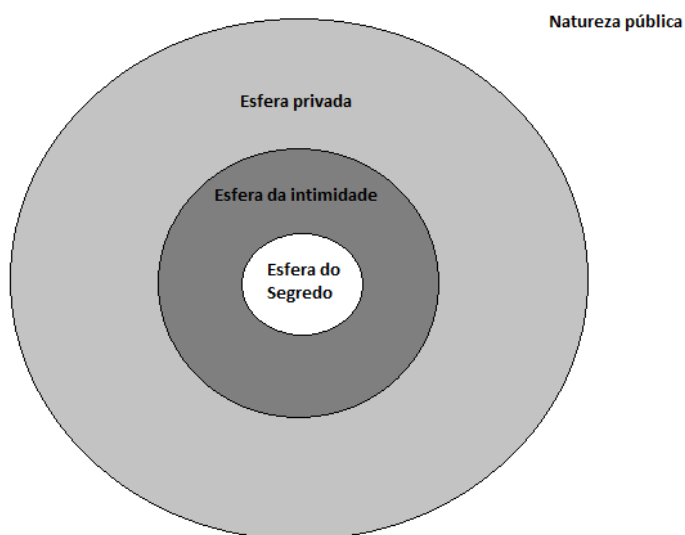 Natureza pública
Esfera privada
Esfera da intimidade
Esfera do
Segredo